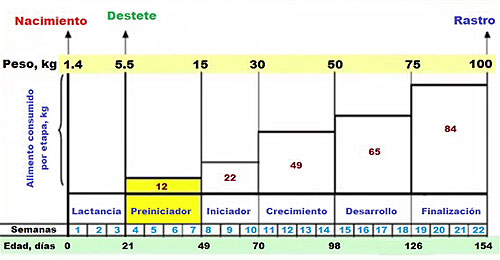 Nacimiento Destete Rastro
Peso, kg 1.4 5.5 15 30 50 75 100
Alimento consumido
por etapa, kg
12 22 49 65 84
Lactancia Preiniciador Iniciador Crecimiento Desarrollo Finalización
Semanas 1 2 3 4 5 6 7 8 9 10 11 12 13 14 15 16 17 18 19 20 21 22
Edad, días 0 21 49 70 98 126 154